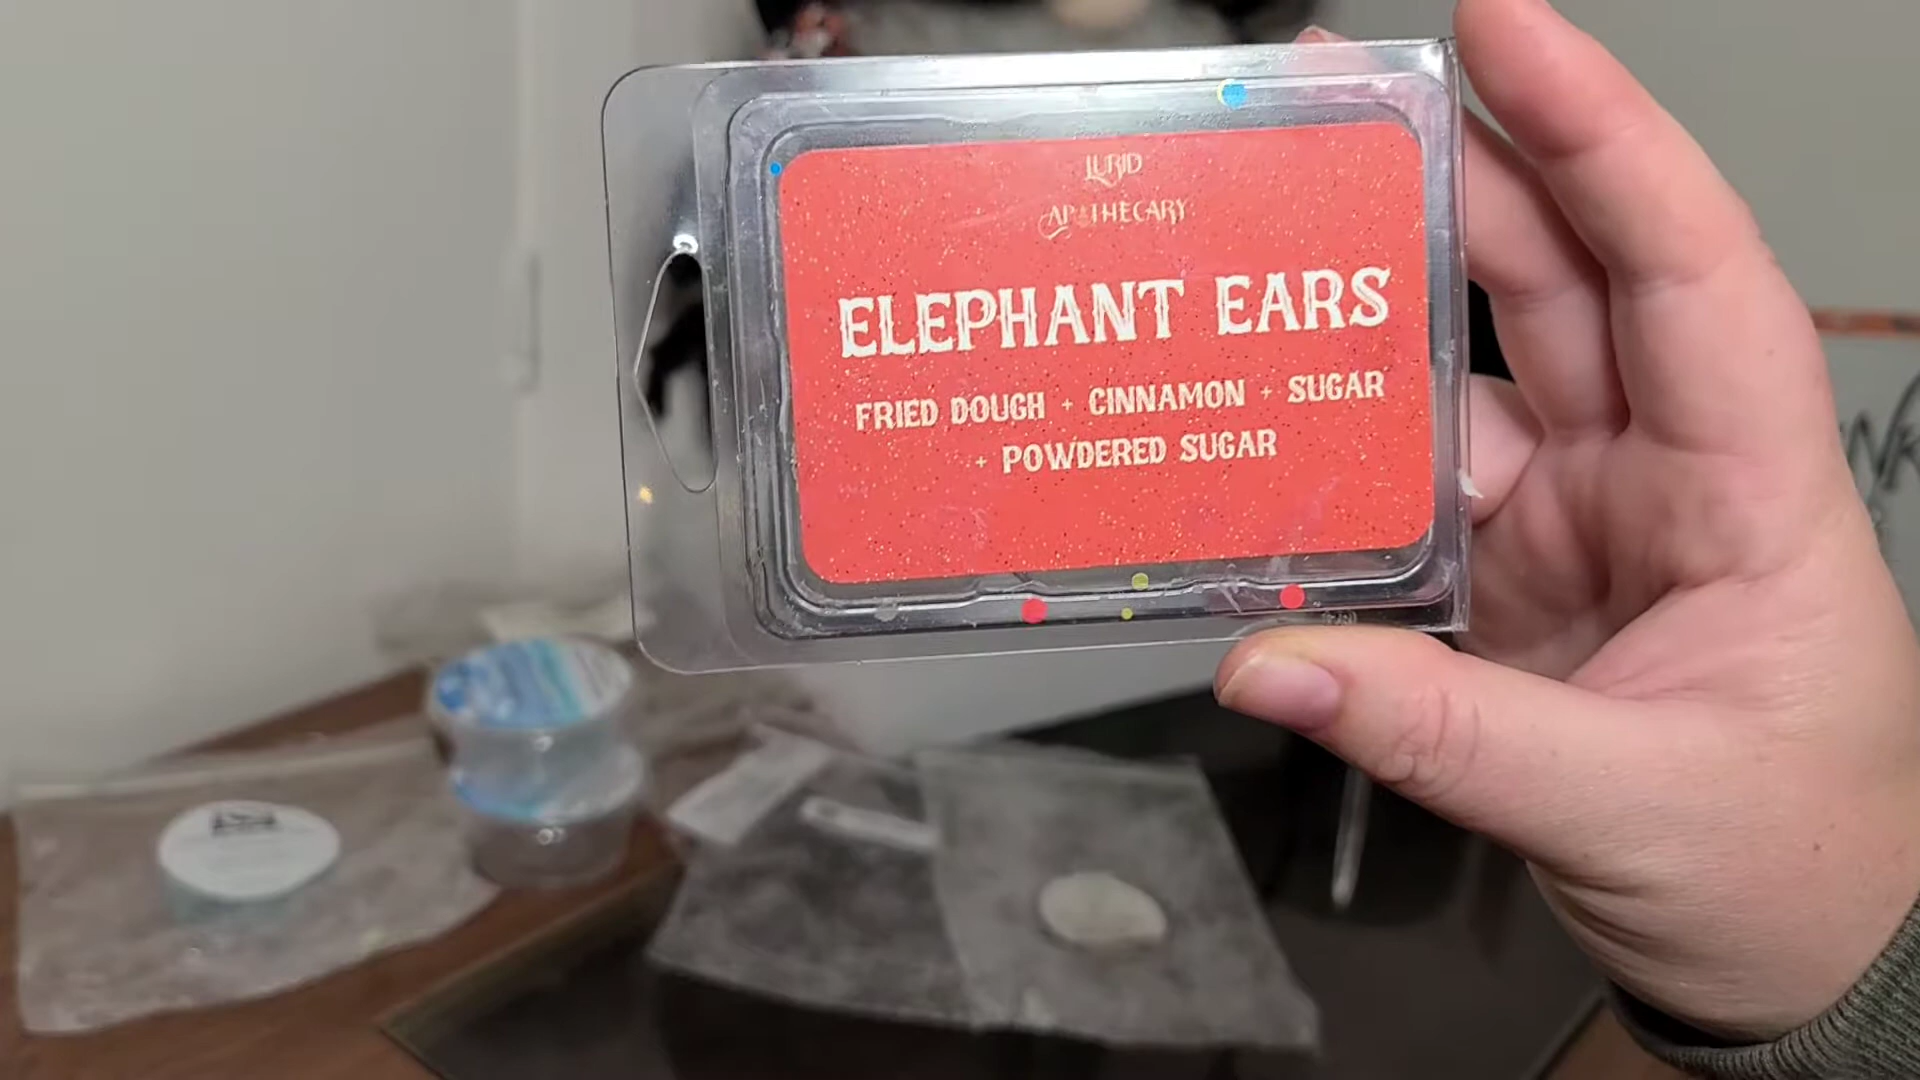 LURID
APOTHECARY
ELEPHANT EARS
FRIED DOUGH + CINNAMON + SUGAR
+ POWDERED SUGAR